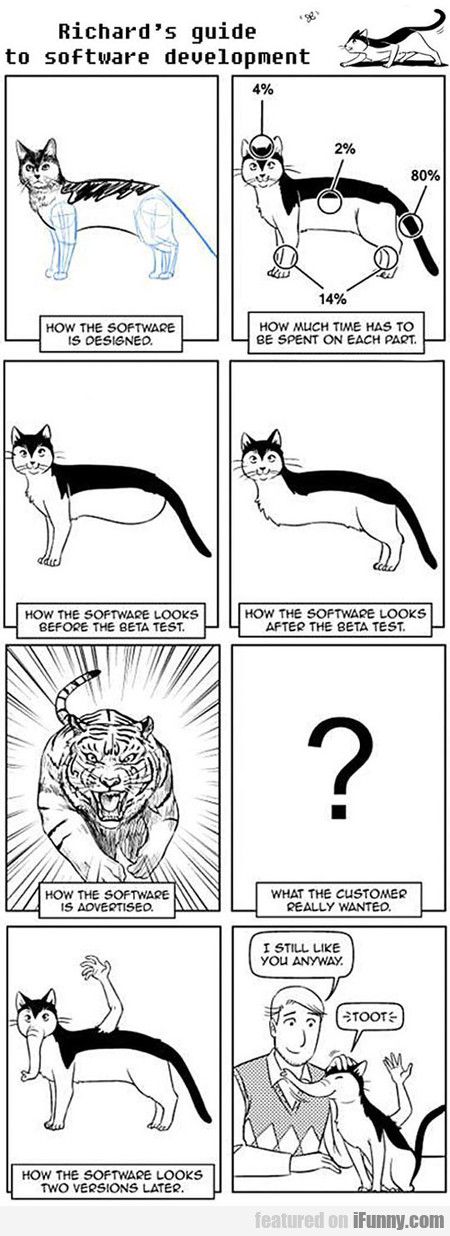 Richard's guide
to software development
4%
2%
80%
14%
HOW THE SOFTWARE
IS DESIGNED.
HOW MUCH TIME HAS TO
BE SPENT ON EACH PART.
HOW THE SOFTWARE LOOKS
BEFORE THE BETA TEST.
HOW THE SOFTWARE LOOKS
AFTER THE BETA TEST.
HOW THE SOFTWARE
IS ADVERTISED.
?
WHAT THE CUSTOMER
REALLY WANTED.
HOW THE SOFTWARE LOOKS
TWO VERSIONS LATER.
I STILL LIKE
YOU ANYWAY.
TOOT
featured on iFunny.com